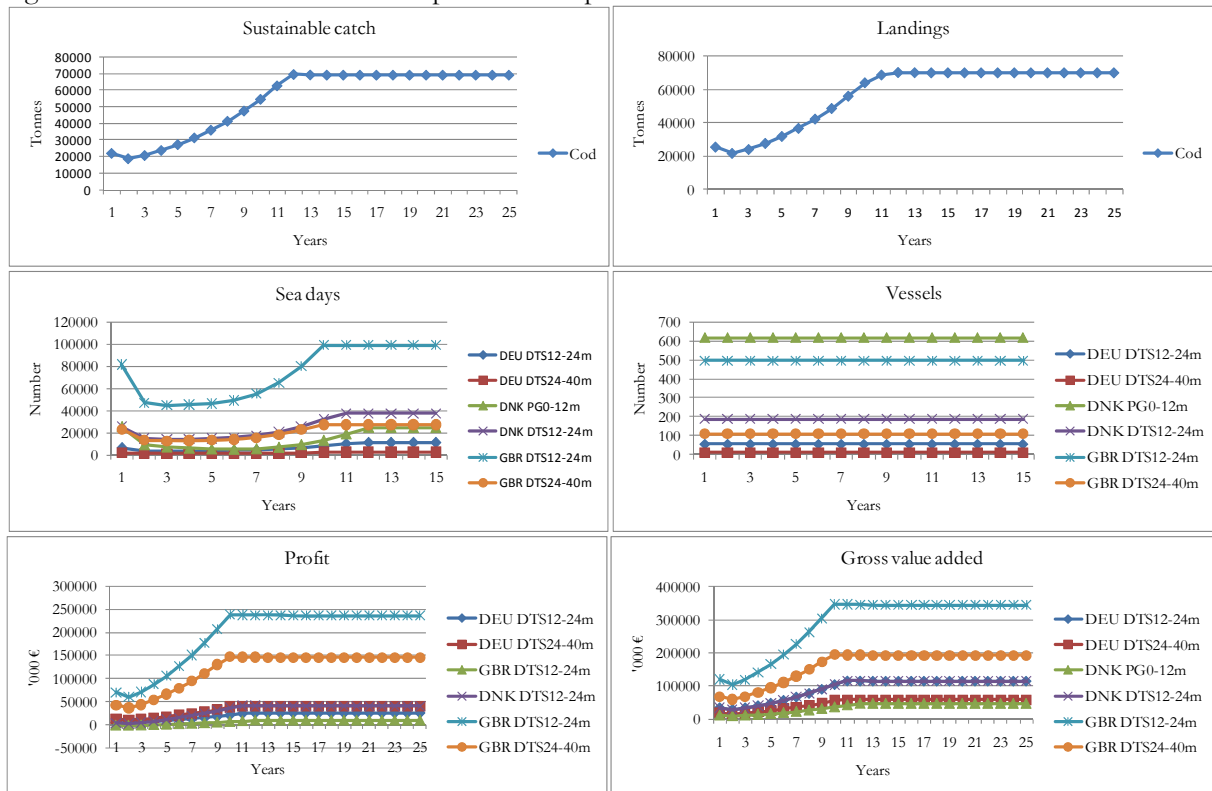 Sustainable catch
80000
70000
60000
50000
40000
30000
20000
10000
0
Tonnes
1 3 5 7 9 11 13 15 17 19 21 23 25
Years
Cod
Landings
80000
60000
40000
20000
0
Tonnes
1 3 5 7 9 11 13 15 17 19 21 23 25
Years
Cod
Sea days
120000
100000
80000
60000
40000
20000
0
Number
1 3 5 7 9 11 13 15
Years
DEU DTS12-24m
DEU DTS24-40m
DNK PG0-12m
DNK DTS12-24m
GBR DTS12-24m
GBR DTS24-40m
Vessels
700
600
500
400
300
200
100
0
Number
1 3 5 7 9 11 13 15
Years
DEU DTS12-24m
DEU DTS24-40m
DNK PG0-12m
DNK DTS12-24m
GBR DTS12-24m
GBR DTS24-40m
Profit
300000
250000
200000
150000
100000
50000
0
-50000
'000 €
1 3 5 7 9 11 13 15 17 19 21 23 25
Years
DEU DTS12-24m
DEU DTS24-40m
GBR DTS12-24m
DNK DTS12-24m
GBR DTS12-24m
GBR DTS24-40m
Gross value added
400000
300000
200000
100000
0
'000 €
1 3 5 7 9 11 13 15 17 19 21 23 25
Years
DEU DTS12-24m
DEU DTS24-40m
DNK PG0-12m
DNK DTS12-24m
GBR DTS12-24m
GBR DTS24-40m